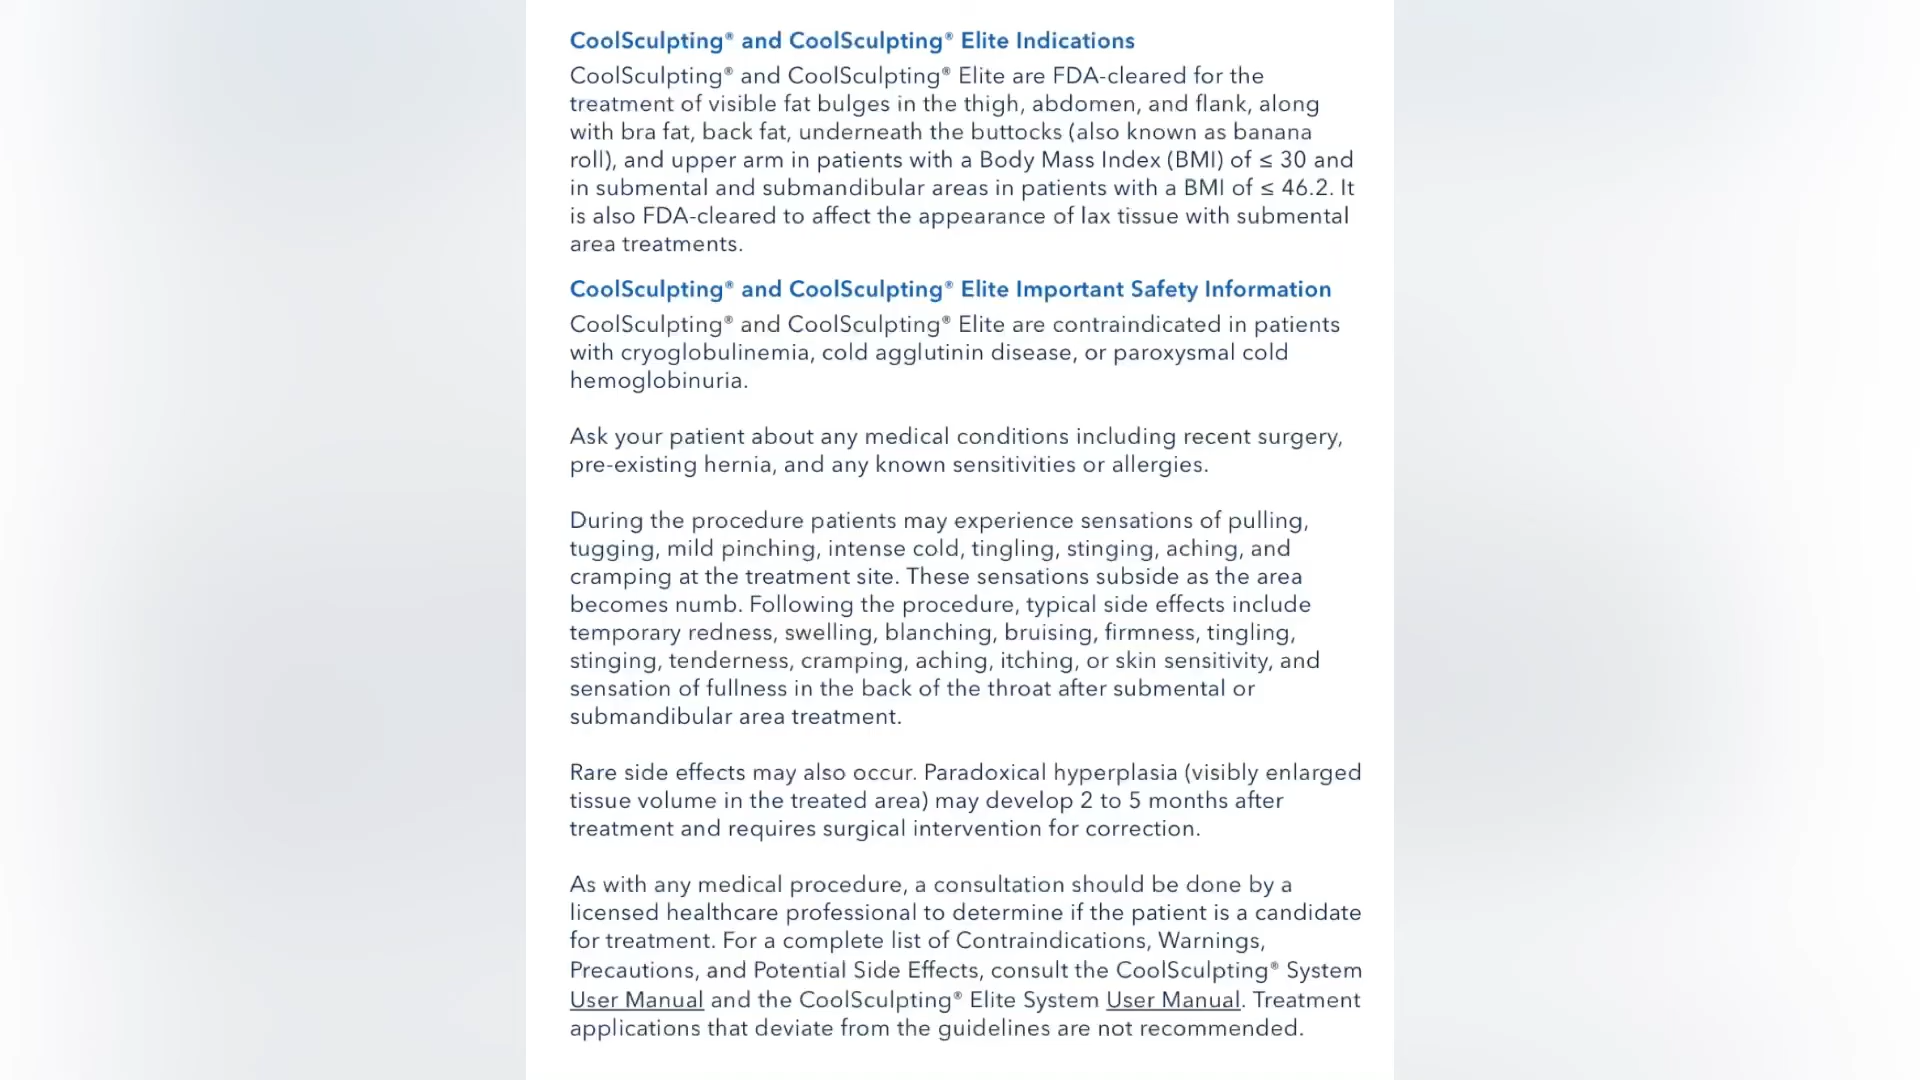 CoolSculpting® and CoolSculpting® Elite Indications
CoolSculpting® and CoolSculpting® Elite are FDA-cleared for the
treatment of visible fat bulges in the thigh, abdomen, and flank, along
with bra fat, back fat, underneath the buttocks (also known as banana
roll), and upper arm in patients with a Body Mass Index (BMI) of ≤ 30 and
in submental and submandibular areas in patients with a BMI of ≤ 46.2. It
is also FDA-cleared to affect the appearance of lax tissue with submental
area treatments.
CoolSculpting® and CoolSculpting® Elite Important Safety Information
CoolSculpting® and CoolSculpting® Elite are contraindicated in patients
with cryoglobulinemia, cold agglutinin disease, or paroxysmal cold
hemoglobinuria.
Ask your patient about any medical conditions including recent surgery,
pre-existing hernia, and any known sensitivities or allergies.
During the procedure patients may experience sensations of pulling,
tugging, mild pinching, intense cold, tingling, stinging, aching, and
cramping at the treatment site. These sensations subside as the area
becomes numb. Following the procedure, typical side effects include
temporary redness, swelling, blanching, bruising, firmness, tingling,
stinging, tenderness, cramping, aching, itching, or skin sensitivity, and
sensation of fullness in the back of the throat after submental or
submandibular area treatment.
Rare side effects may also occur. Paradoxical hyperplasia (visibly enlarged
tissue volume in the treated area) may develop 2 to 5 months after
treatment and requires surgical intervention for correction.
As with any medical procedure, a consultation should be done by a
licensed healthcare professional to determine if the patient is a candidate
for treatment. For a complete list of Contraindications, Warnings,
Precautions, and Potential Side Effects, consult the CoolSculpting® System
User Manual and the CoolSculpting® Elite System User Manual. Treatment
applications that deviate from the guidelines are not recommended.